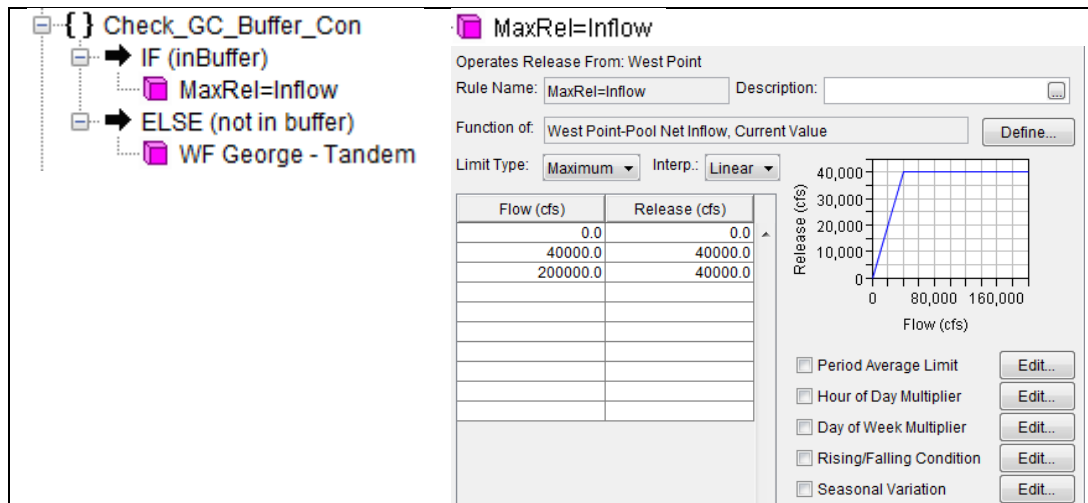 { } Check_GC_Buffer_Con
IF (inBuffer)
MaxRel=Inflow
ELSE (not in buffer)
WF George - Tandem
MaxRel=Inflow
Operates Release From: West Point
Rule Name: MaxRel=Inflow Description: ...
Function of: West Point-Pool Net Inflow, Current Value Define...
Limit Type: Maximum Interp.: Linear
Flow (cfs) Release (cfs)
0.0 0.0
40000.0 40000.0
200000.0 40000.0
Release (cfs)
40,000
30,000
20,000
10,000
0
0 80,000 160,000
Flow (cfs)
Period Average Limit Edit...
Hour of Day Multiplier Edit...
Day of Week Multiplier Edit...
Rising/Falling Condition Edit...
Seasonal Variation Edit...